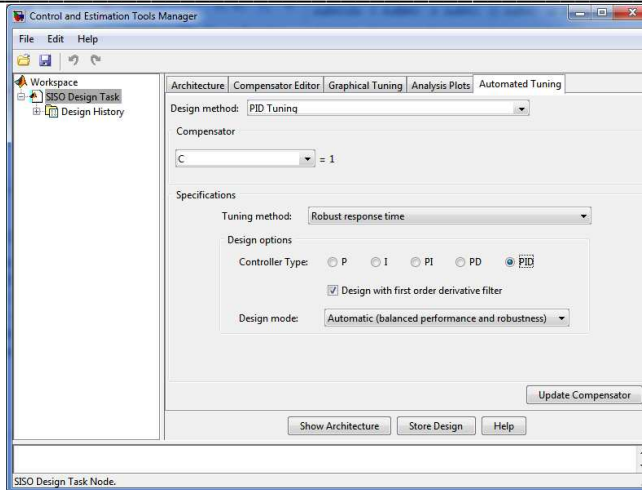 Control and Estimation Tools Manager
File Edit Help
Workspace
SISO Design Task
Design History
Architecture Compensator Editor Graphical Tuning Analysis Plots Automated Tuning
Design method: PID Tuning
Compensator
C = 1
Specifications
Tuning method: Robust response time
Design options
Controller Type: P I PI PD PID
Design with first order derivative filter
Design mode: Automatic (balanced performance and robustness)
Update Compensator
Show Architecture Store Design Help
SISO Design Task Node.